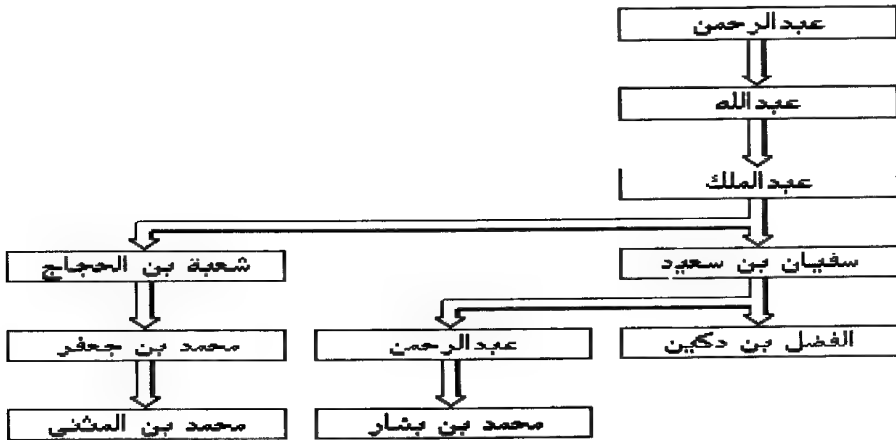 عبدالرحمن
عبدالله
عبدالملك
سفيان بن سعيد
شعبة بن الحجاج
الفضل بن دكين
عبدالرحمن
محمد بن جعفر
محمد بن بشار
محمد بن المثنى